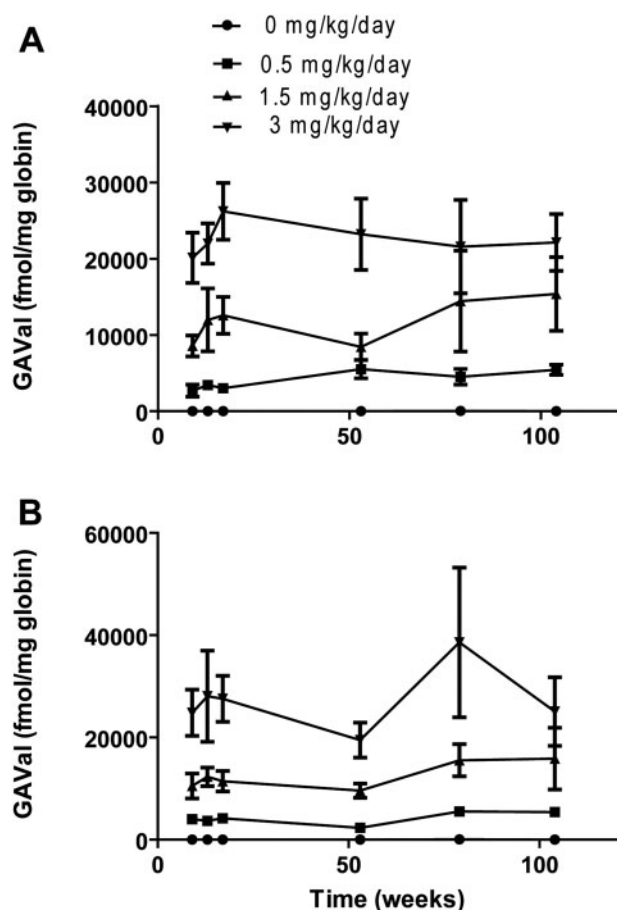 A
0 mg/kg/day
0.5 mg/kg/day
1.5 mg/kg/day
3 mg/kg/day
GAVal (fmol/mg globin)
40000
30000
20000
10000
0
0 50 100
B
GAVal (fmol/mg globin)
60000
40000
20000
0
0 50 100
Time (weeks)